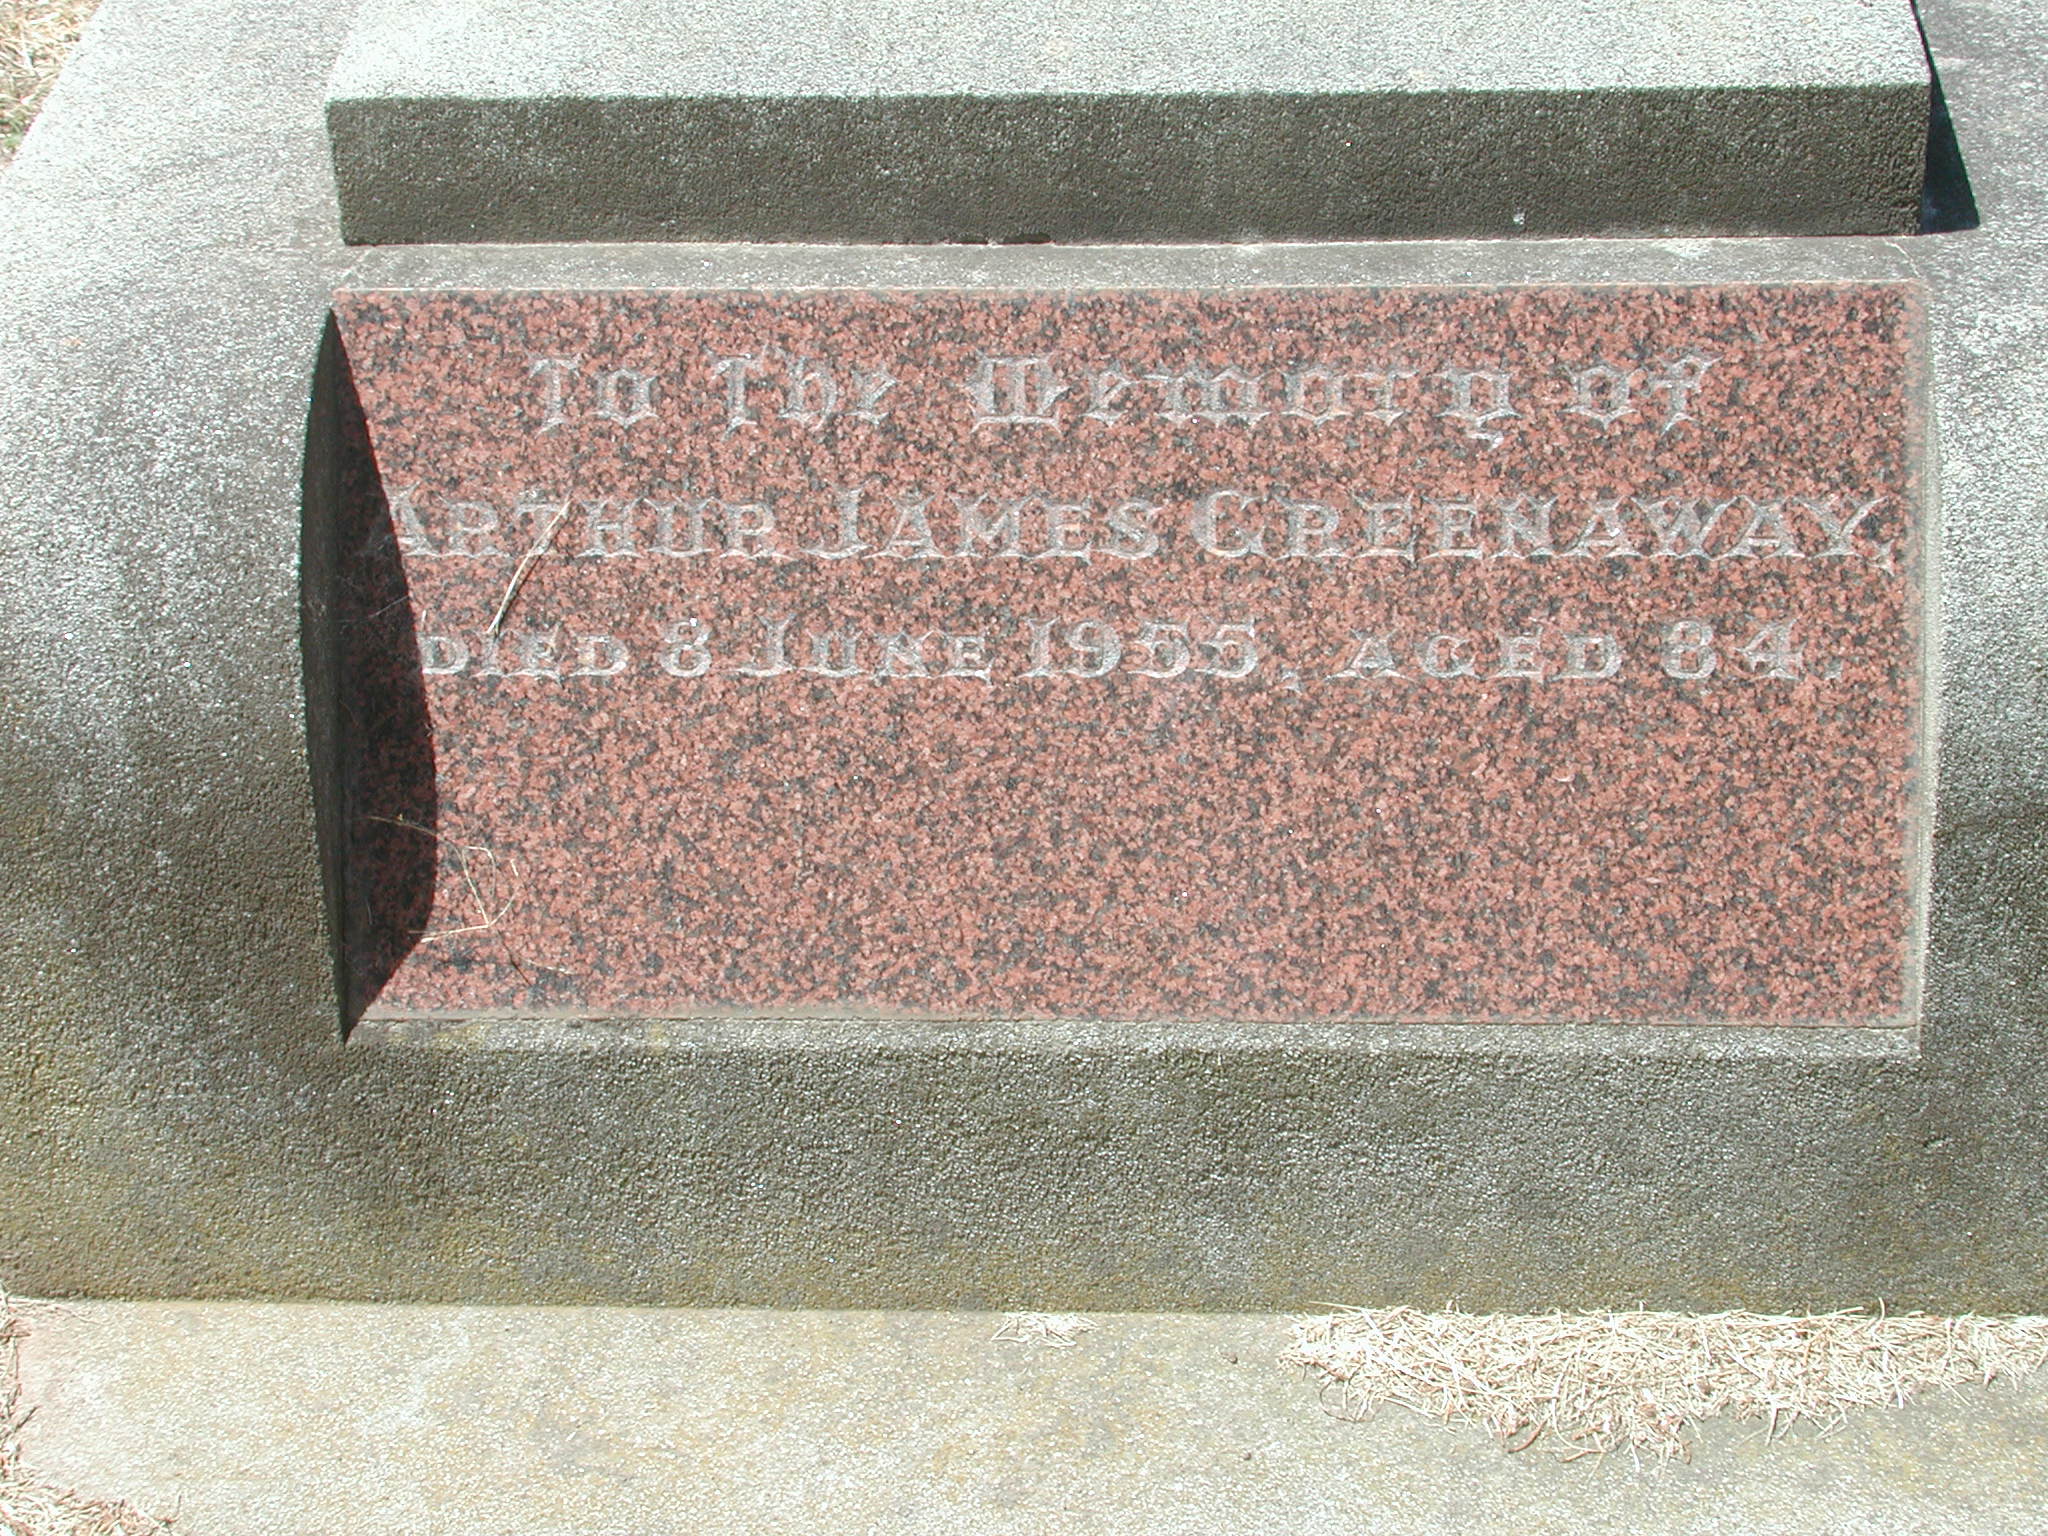 To The Memory of
ARTHUR JAMES GREENAWAY,
DIED 8 JUNE 1955, AGED 84.